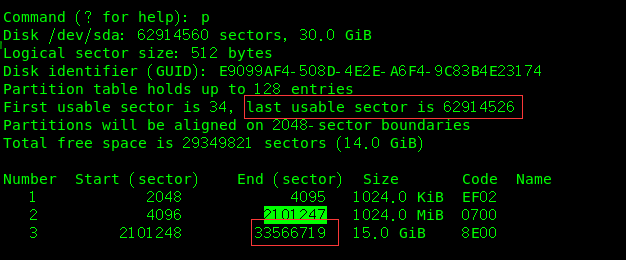 Command (? for help): p
Disk /dev/sda: 62914560 sectors, 30.0 GiB
Logical sector size: 512 bytes
Disk identifier (GUID): E9099AF4-508D-4E2E-A6F4-9C83B4E23174
Partition table holds up to 128 entries
First usable sector is 34, last usable sector is 62914526
Partitions will be aligned on 2048-sector boundaries
Total free space is 29349821 sectors (14.0 GiB)
Number Start (sector) End (sector) Size Code Name
1 2048 4095 1024.0 KiB EF02
2 4096 2101247 1024.0 MiB 0700
3 2101248 33566719 15.0 GiB 8E00